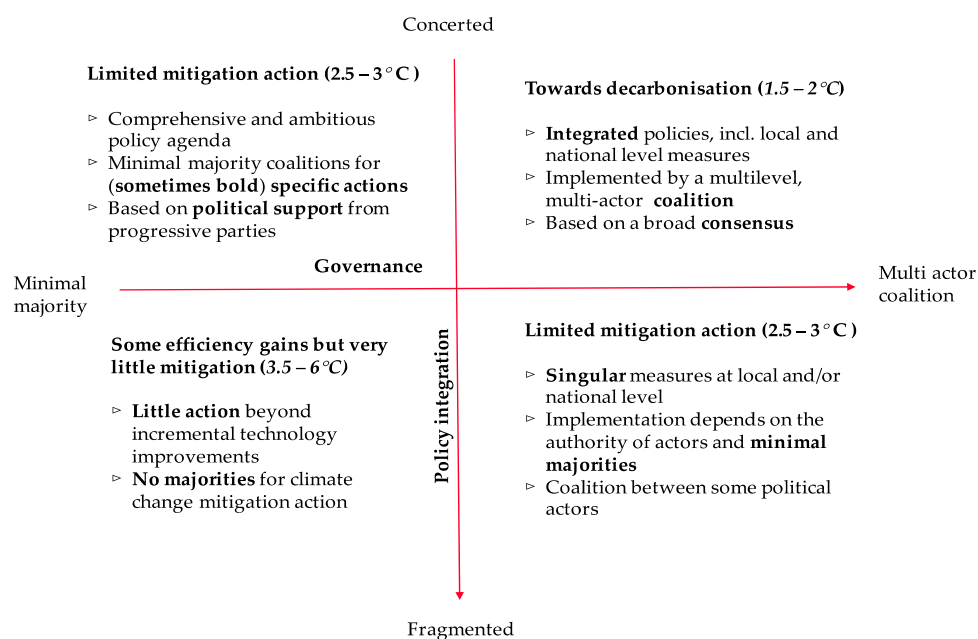 Concerted
Limited mitigation action (2.5 – 3°C )
▹ Comprehensive and ambitious
policy agenda
▹ Minimal majority coalitions for
(sometimes bold) specific actions
▹ Based on political support from
progressive parties
Towards decarbonisation (1.5 – 2°C)
▹ Integrated policies, incl. local and
national level measures
▹ Implemented by a multilevel,
multi-actor coalition
▹ Based on a broad consensus
Governance
Minimal
majority
Multi actor
coalition
Policy integration
Some efficiency gains but very
little mitigation (3.5 – 6°C)
▹ Little action beyond
incremental technology
improvements
▹ No majorities for climate
change mitigation action
Limited mitigation action (2.5 – 3°C )
▹ Singular measures at local and/or
national level
▹ Implementation depends on the
authority of actors and minimal
majorities
▹ Coalition between some political
actors
Fragmented